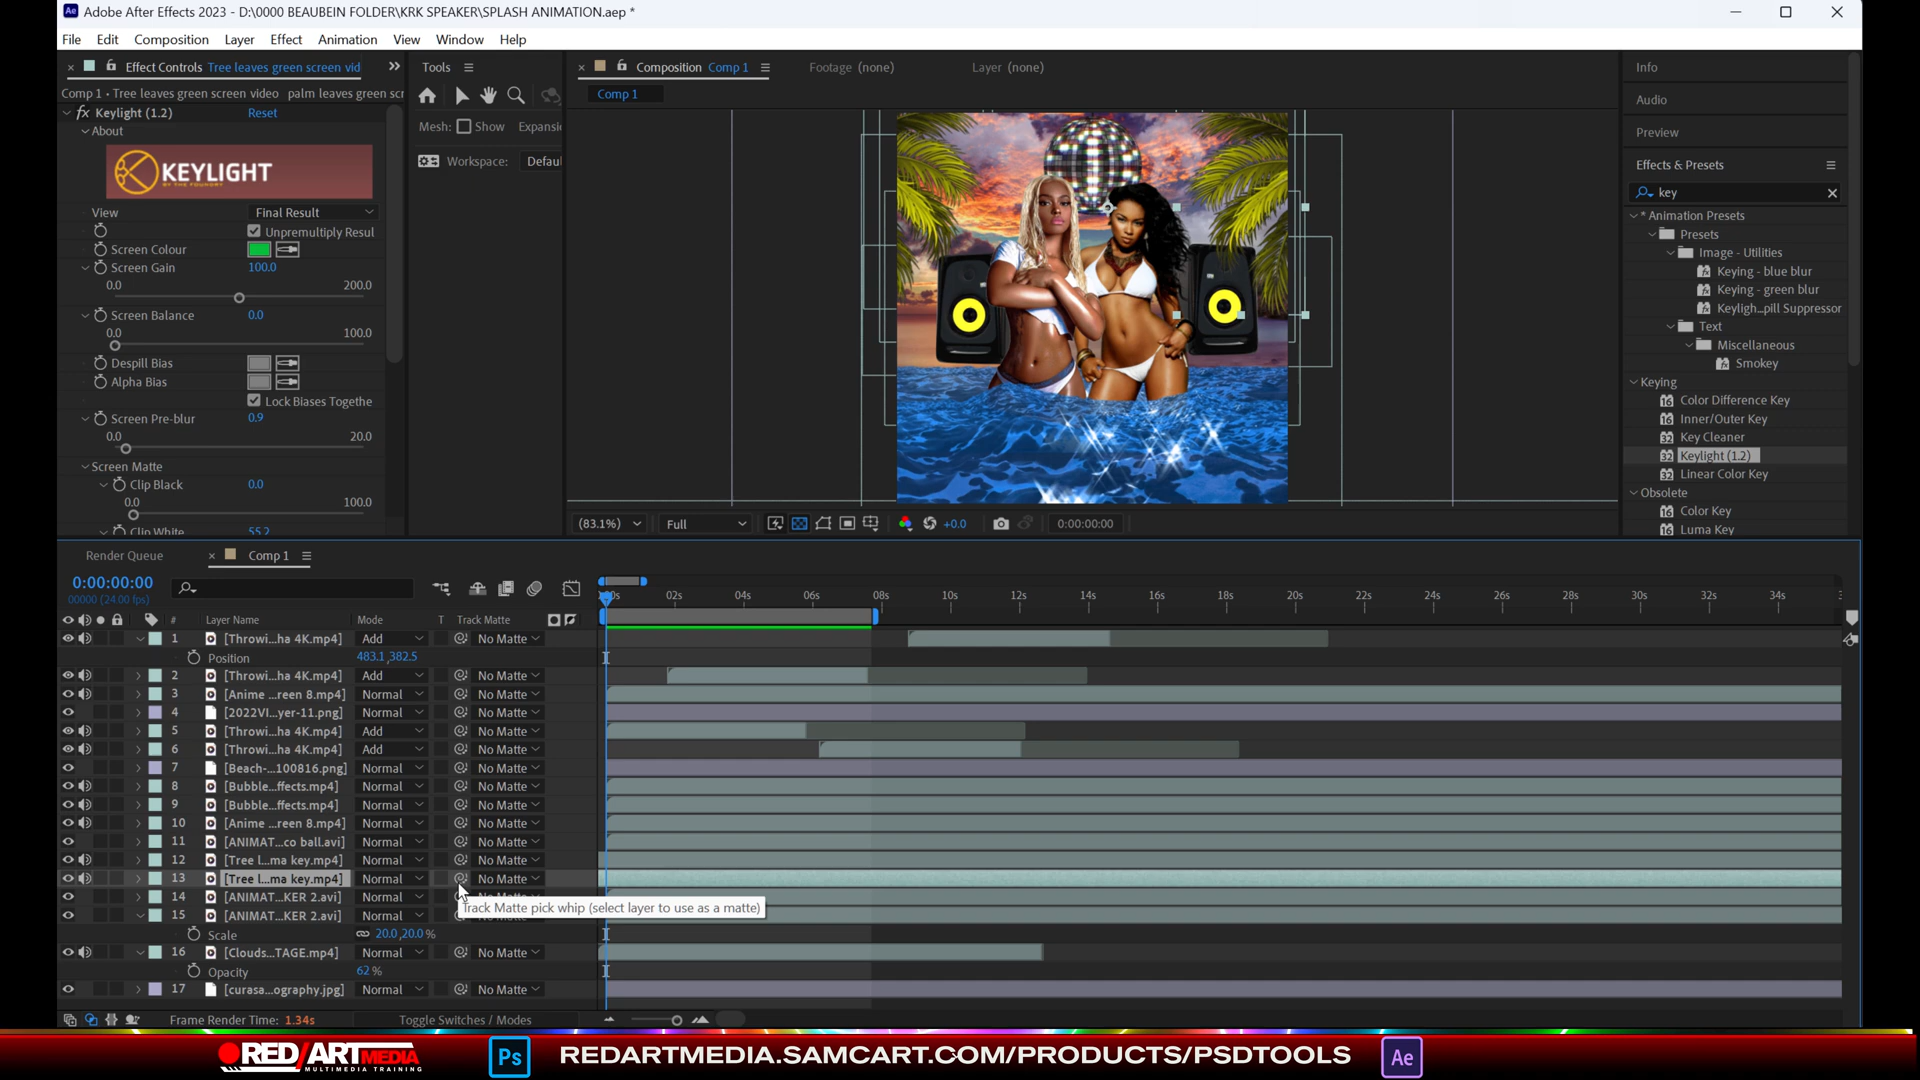 Ae Adobe After Effects 2023 - D:\0000 BEAUBEIN FOLDER\KRK SPEAKER\SPLASH ANIMATION.aep *
File Edit Composition Layer Effect Animation View Window Help
Effect Controls Tree leaves green screen vid
Tools
Composition Comp 1
Footage (none)
Layer (none)
Info
Comp 1 • Tree leaves green screen video palm leaves green scr
Comp 1
Audio
fx Keylight (1.2) Reset
About
KEYLIGHT
BY THE FOUNDRY
View Final Result
Unpremultiply Resul
Screen Colour
Screen Gain 100.0
0.0 200.0
Screen Balance 0.0
0.0 100.0
Despill Bias
Alpha Bias
Lock Biases Togethe
Screen Pre-blur 0.9
0.0 20.0
Screen Matte
Clip Black 0.0
0.0 100.0
Clip White 55.2
Mesh: Show Expansi
Workspace: Defaul
Preview
Effects & Presets
key
* Animation Presets
Presets
Image - Utilities
Keying - blue blur
Keying - green blur
Keyligh...pill Suppressor
Text
Miscellaneous
Smokey
Keying
Color Difference Key
Inner/Outer Key
Key Cleaner
Keylight (1.2)
Linear Color Key
Obsolete
Color Key
Luma Key
(83.1%) Full +0.0 0:00:00:00
Render Queue Comp 1
0:00:00:00
00000 (24.00 fps)
02s 04s 06s 08s 10s 12s 14s 16s 18s 20s 22s 24s 26s 28s 30s 32s 34s
# Layer Name Mode T Track Matte
1 [Throwi...ha 4K.mp4] Add No Matte
Position 483.1,382.5
2 [Throwi...ha 4K.mp4] Add No Matte
3 [Anime ...reen 8.mp4] Normal No Matte
4 [2022VI...yer-11.png] Normal No Matte
5 [Throwi...ha 4K.mp4] Add No Matte
6 [Throwi...ha 4K.mp4] Add No Matte
7 [Beach-...100816.png] Normal No Matte
8 [Bubble...ffects.mp4] Normal No Matte
9 [Bubble...ffects.mp4] Normal No Matte
10 [Anime ...reen 8.mp4] Normal No Matte
11 [ANIMAT...co ball.avi] Normal No Matte
12 [Tree l...ma key.mp4] Normal No Matte
13 [Tree l...ma key.mp4] Normal No Matte
14 [ANIMAT...KER 2.avi] Normal No Matte
Track Matte pick whip (select layer to use as a matte)
15 [ANIMAT...KER 2.avi] Normal No Matte
Scale 20.0,20.0 %
16 [Clouds...TAGE.mp4] Normal No Matte
Opacity 62 %
17 [curasa...ography.jpg] Normal No Matte
Frame Render Time: 1.34s Toggle Switches / Modes
RED/ARTMEDIA
MULTIMEDIA TRAINING
Ps
REDARTMEDIA.SAMCART.COM/PRODUCTS/PSDTOOLS
Ae